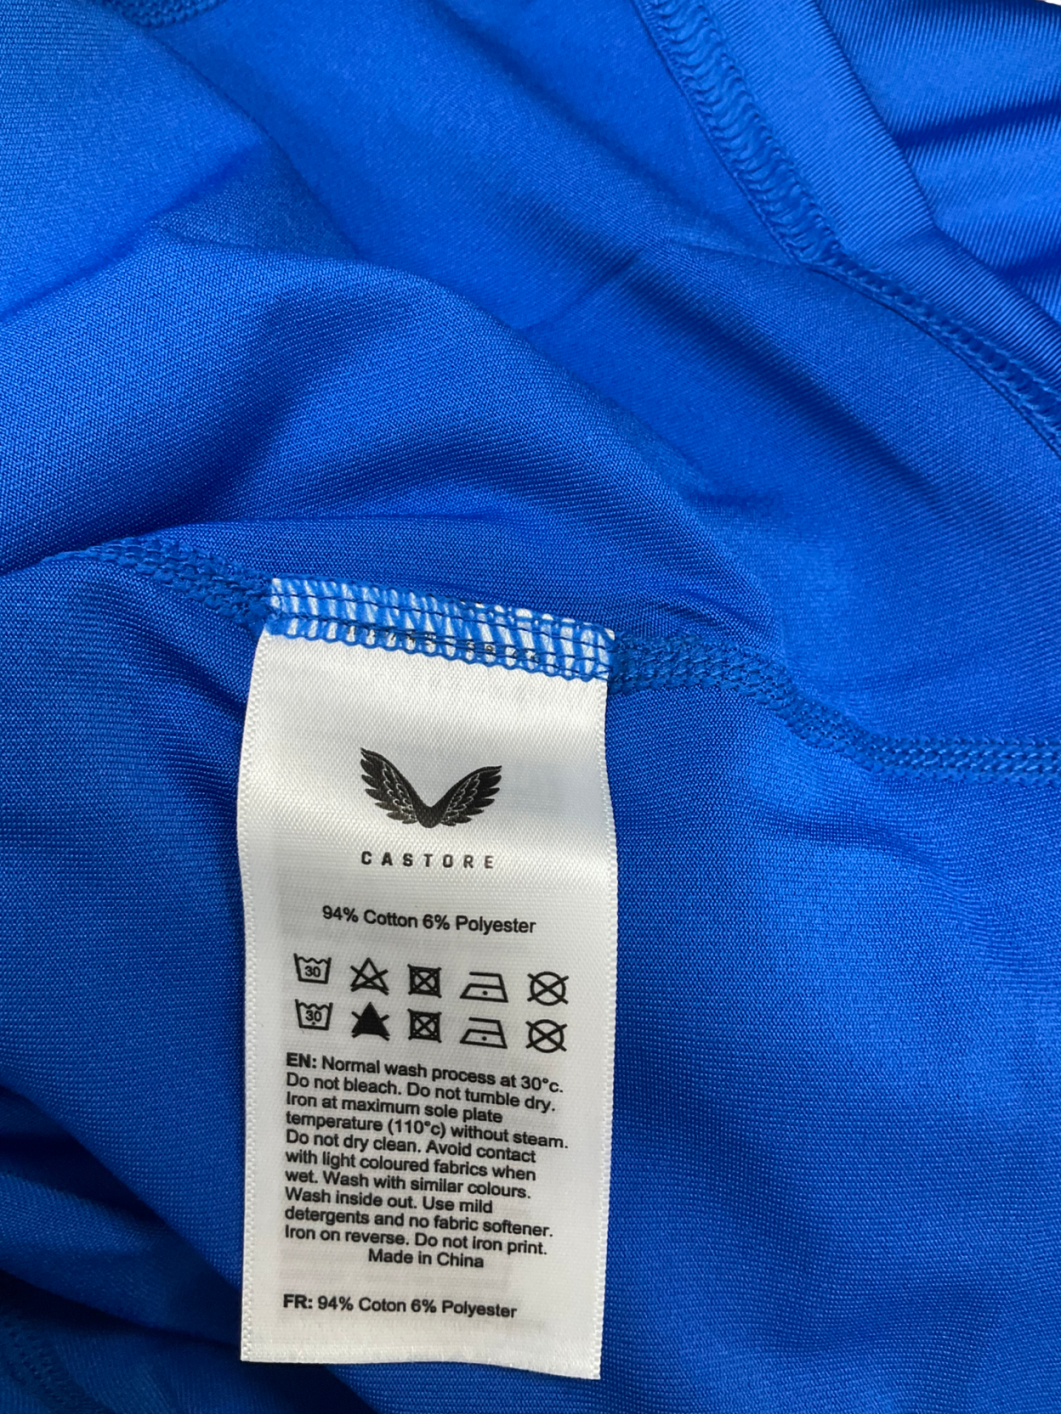 CASTORE
94% Cotton 6% Polyester
30
30
EN: Normal wash process at 30°c.
Do not bleach. Do not tumble dry.
Iron at maximum sole plate
temperature (110°c) without steam.
Do not dry clean. Avoid contact
with light coloured fabrics when
wet. Wash with similar colours.
Wash inside out. Use mild
detergents and no fabric softener.
Iron on reverse. Do not iron print.
Made in China
FR: 94% Coton 6% Polyester